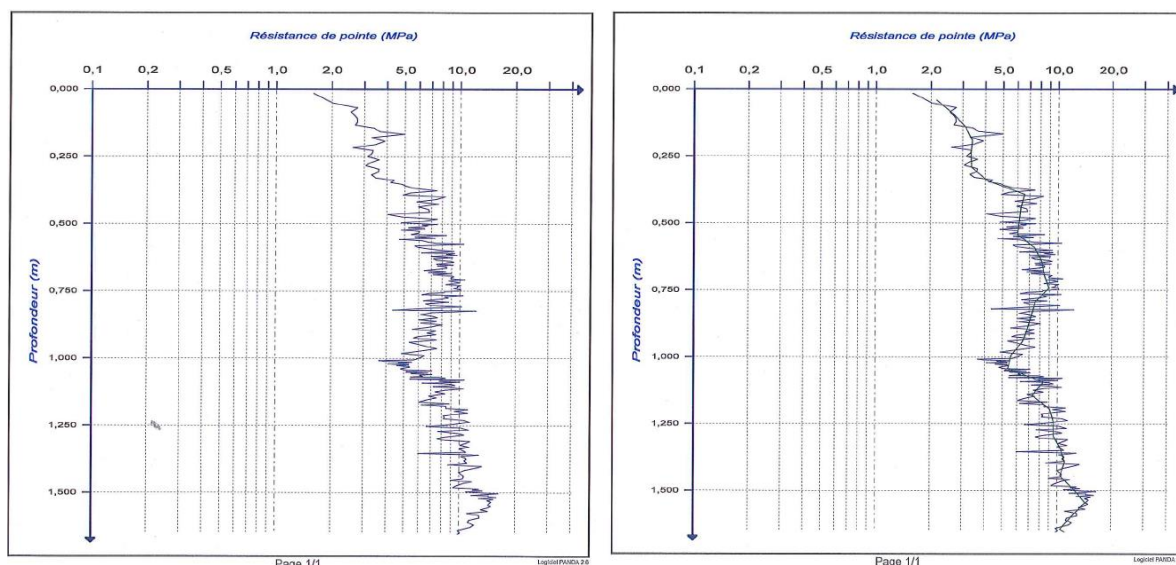 Résistance de pointe (MPa)
0,1 0,2 0,5 1,0 2,0 5,0 10,0 20,0
0,000
0,250
0,500
0,750
1,000
1,250
1,500
Profondeur (m)
Page 1/1
Logiciel PANDA 2.0
Résistance de pointe (MPa)
0,1 0,2 0,5 1,0 2,0 5,0 10,0 20,0
0,000
0,250
0,500
0,750
1,000
1,250
1,500
Profondeur (m)
Page 1/1
Logiciel PANDA